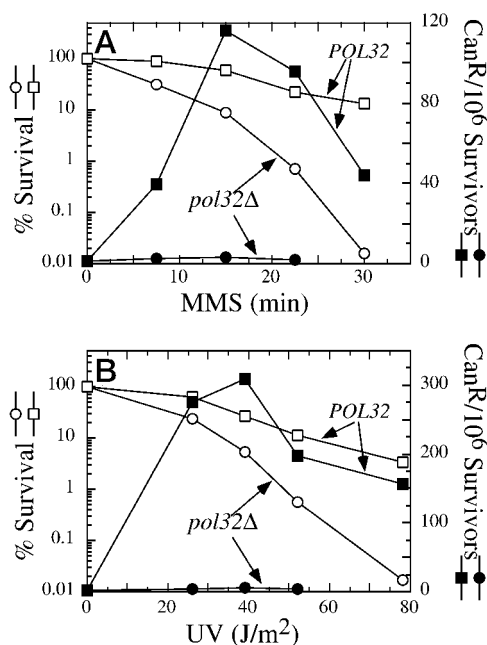 A
100
10
1
0.1
0.01
% Survival
120
80
40
0
CanR/10⁶
Survivors
POL32
pol32Δ
0 10 20 30 40
MMS (min)
B
100
10
1
0.1
0.01
% Survival
300
200
100
0
CanR/10⁶
Survivors
POL32
pol32Δ
0 20 40 60 80
UV (J/m²)